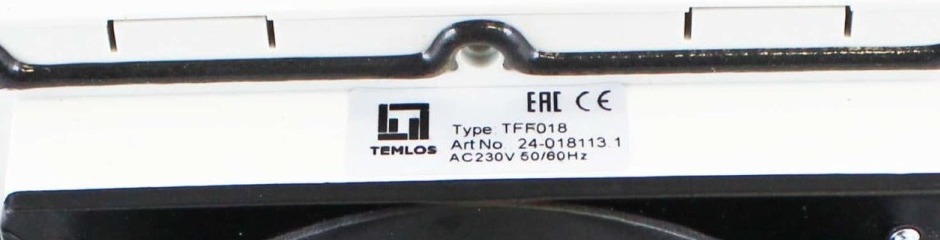 EAC CE
TEMLOS
Type TFF018
Art No. 24-018113.1
AC230V 50/60Hz